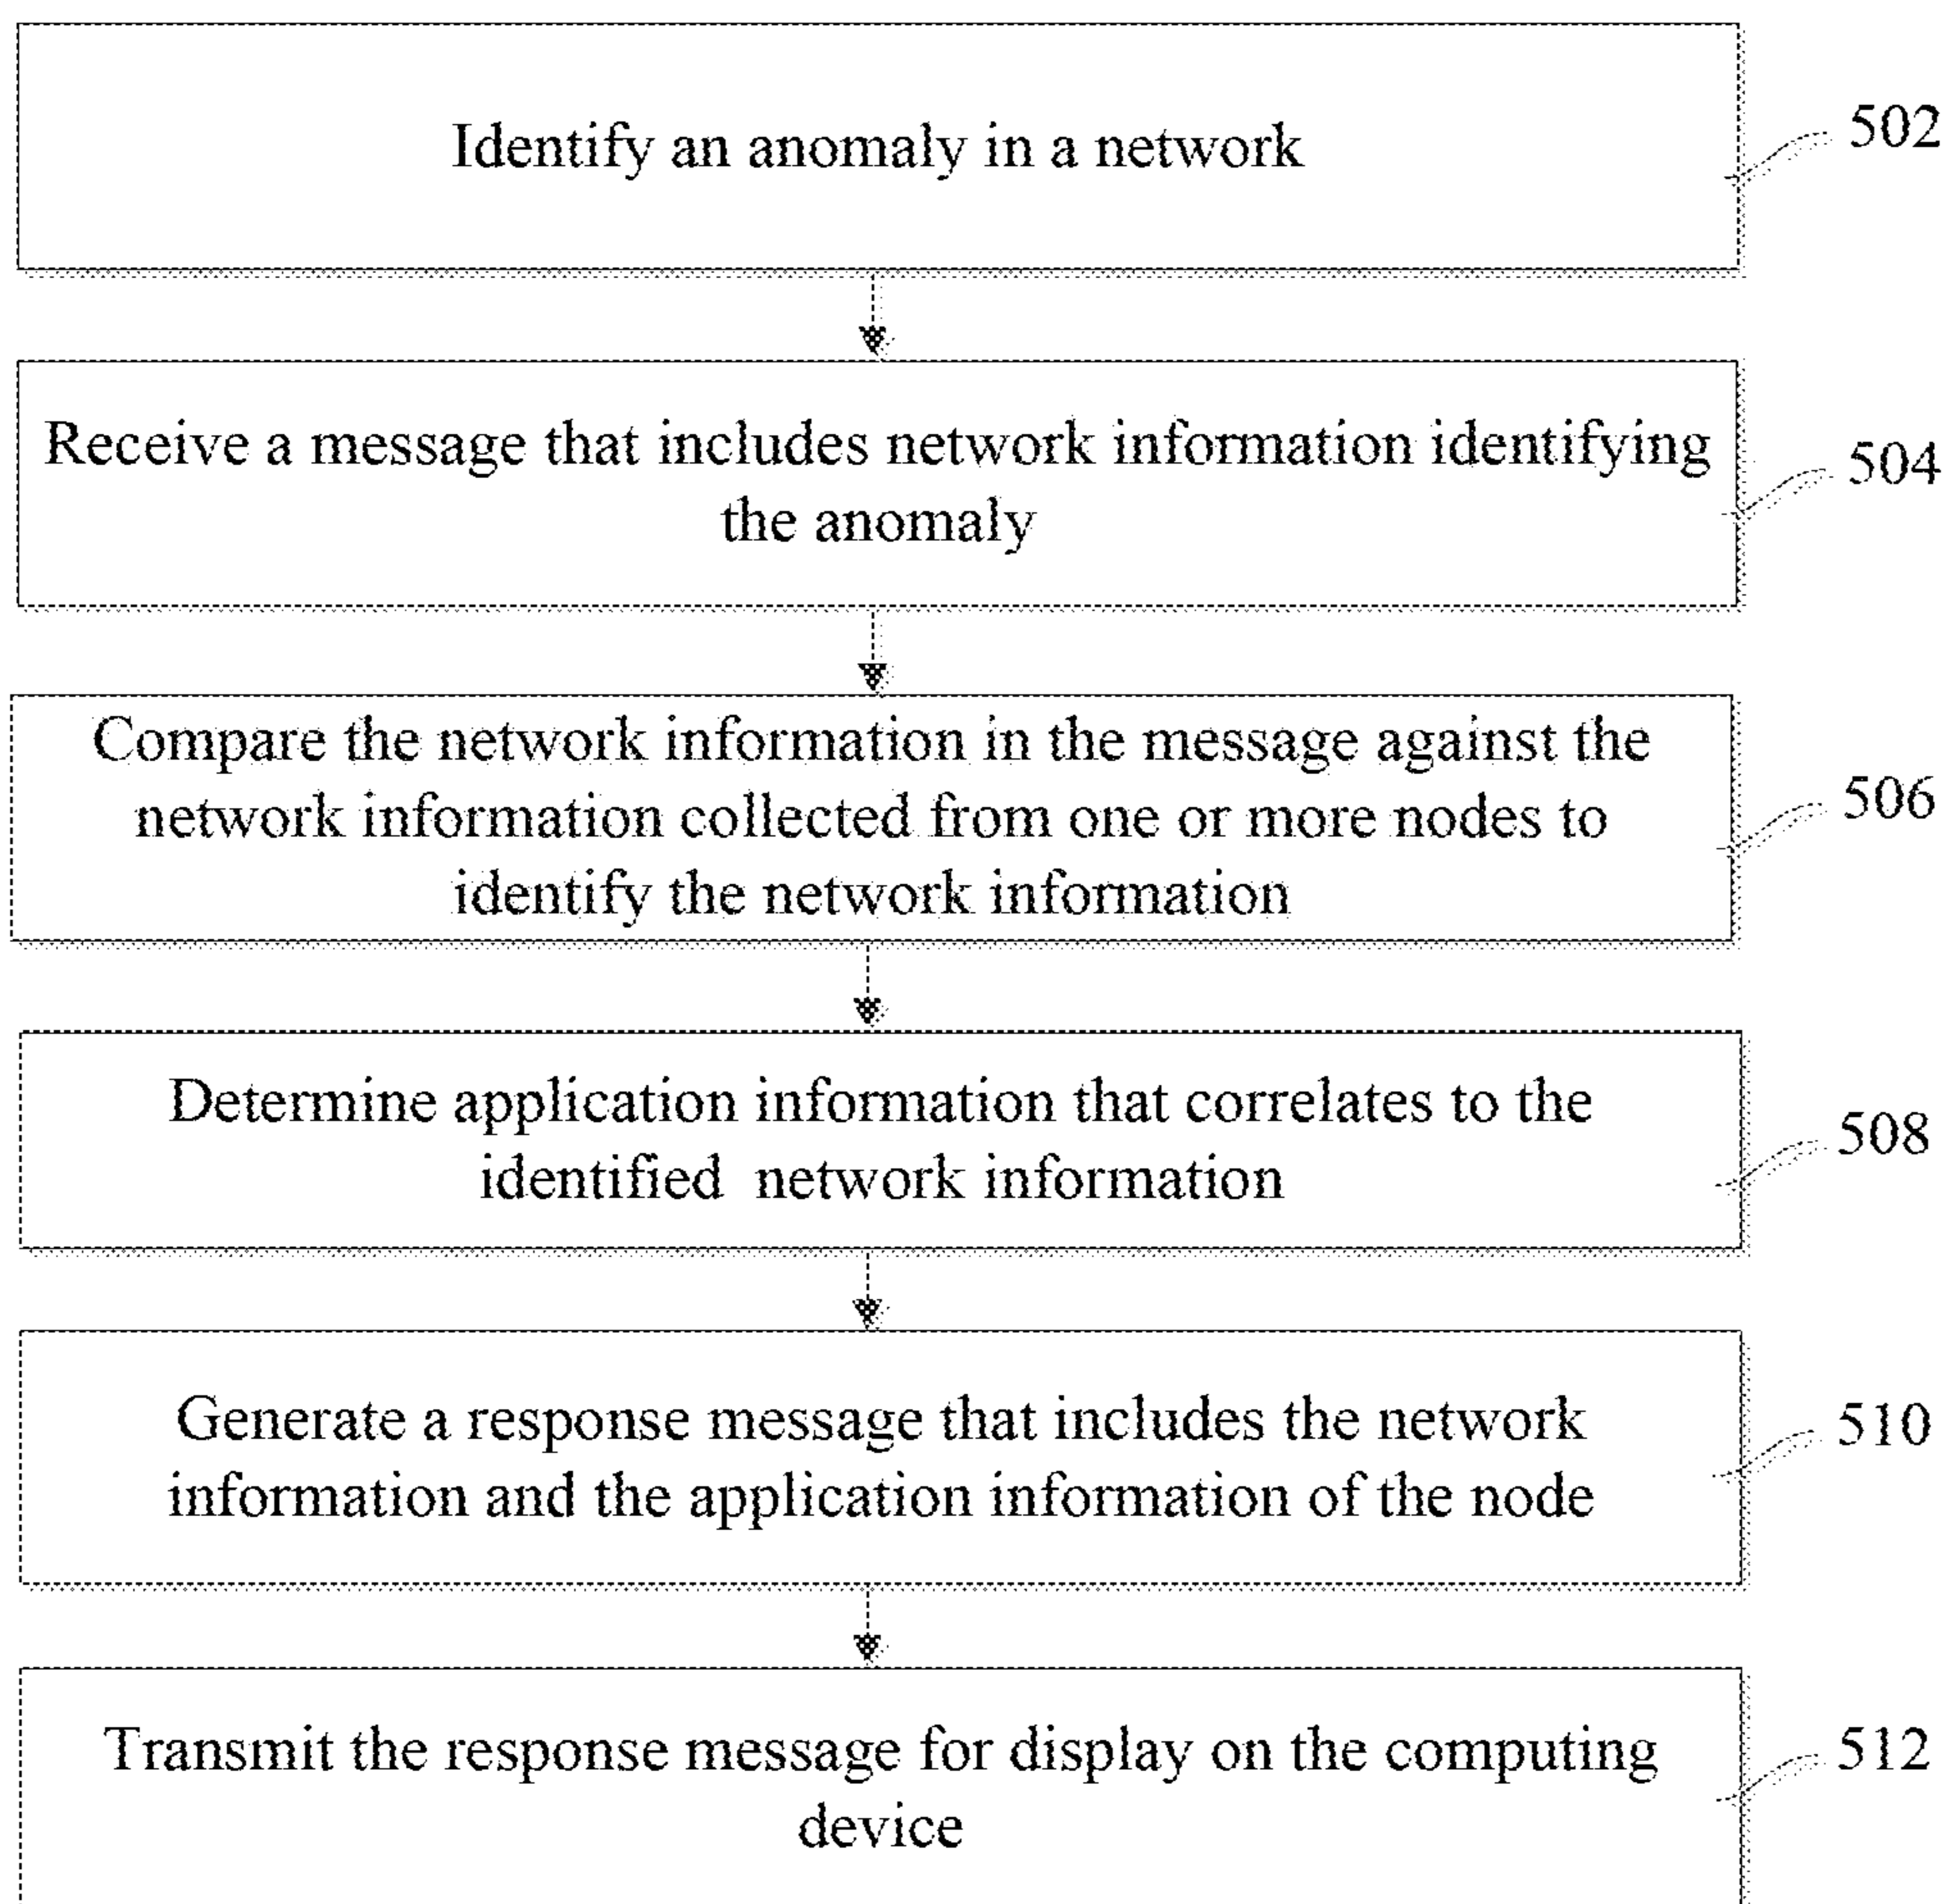 Identify an anomaly in a network
502
Receive a message that includes network information identifying
the anomaly
504
Compare the network information in the message against the
network information collected from one or more nodes to
identify the network information
506
Determine application information that correlates to the
identified network information
508
Generate a response message that includes the network
information and the application information of the node
510
Transmit the response message for display on the computing
device
512